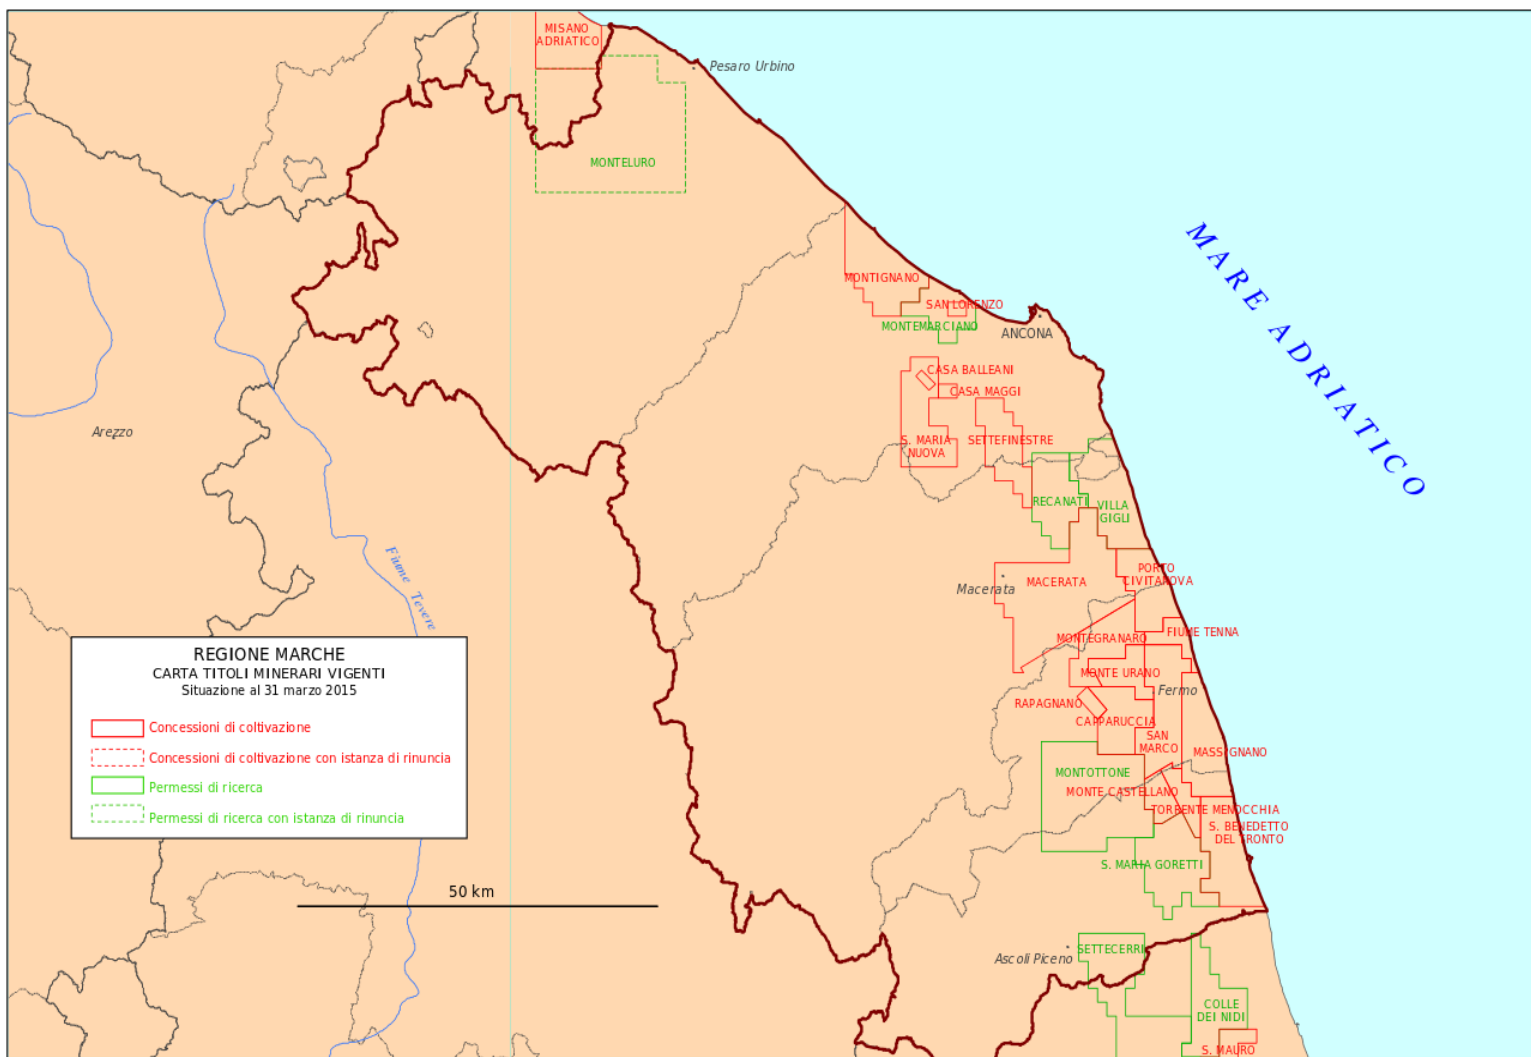 MISANO
ADRIATICO
Pesaro Urbino
MONTELURO
MARE ADRIATICO
MONTIGNANO
SAN LORENZO
MONTEMARCIANO
ANCONA
CASA BALLEANI
CASA MAGGI
Arezzo
S. MARIA
NUOVA
SETTEFINESTRE
RECANATI
VILLA
GIGLI
Fiume Tevere
PORTO
CIVITANOVA
MACERATA
Macerata
MONTEGRANARO
FIUME TENNA
MONTE URANO
Fermo
RAPAGNANO
CAPPARUCCIA
SAN
MARCO
MASSIGNANO
MONTOTTONE
MONTE CASTELLANO
TORRENTE MENOCCHIA
S. BENEDETTO
DEL TRONTO
S. MARIA GORETTI
REGIONE MARCHE
CARTA TITOLI MINERARI VIGENTI
Situazione al 31 marzo 2015
Concessioni di coltivazione
Concessioni di coltivazione con istanza di rinuncia
Permessi di ricerca
Permessi di ricerca con istanza di rinuncia
50 km
SETTECERRI
Ascoli Piceno
COLLE
DEI NIDI
S. MAURO